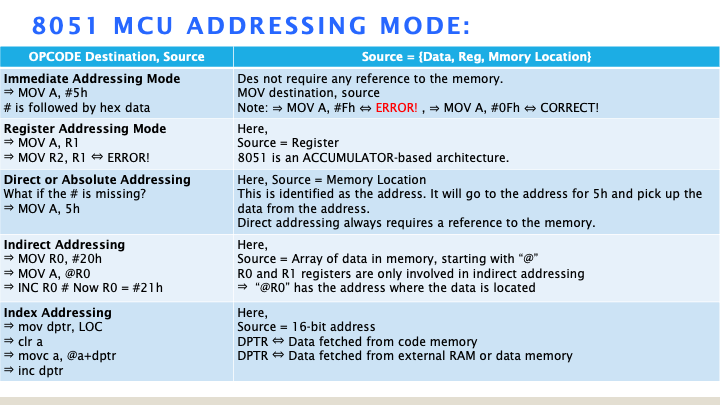 8051 MCU ADDRESSING MODE:
OPCODE Destination, Source
Source = {Data, Reg, Mmory Location}
Immediate Addressing Mode
⇒ MOV A, #5h
# is followed by hex data
Des not require any reference to the memory.
MOV destination, source
Note: ⇒ MOV A, #Fh ⇔ ERROR! , ⇒ MOV A, #0Fh ⇔ CORRECT!
Register Addressing Mode
⇒ MOV A, R1
⇒ MOV R2, R1 ⇔ ERROR!
Here,
Source = Register
8051 is an ACCUMULATOR-based architecture.
Direct or Absolute Addressing
What if the # is missing?
⇒ MOV A, 5h
Here, Source = Memory Location
This is identified as the address. It will go to the address for 5h and pick up the
data from the address.
Direct addressing always requires a reference to the memory.
Indirect Addressing
⇒ MOV R0, #20h
⇒ MOV A, @R0
⇒ INC R0 # Now R0 = #21h
Here,
Source = Array of data in memory, starting with “@”
R0 and R1 registers are only involved in indirect addressing
⇒ “@R0” has the address where the data is located
Index Addressing
⇒ mov dptr, LOC
⇒ clr a
⇒ movc a, @a+dptr
⇒ inc dptr
Here,
Source = 16-bit address
DPTR ⇔ Data fetched from code memory
DPTR ⇔ Data fetched from external RAM or data memory